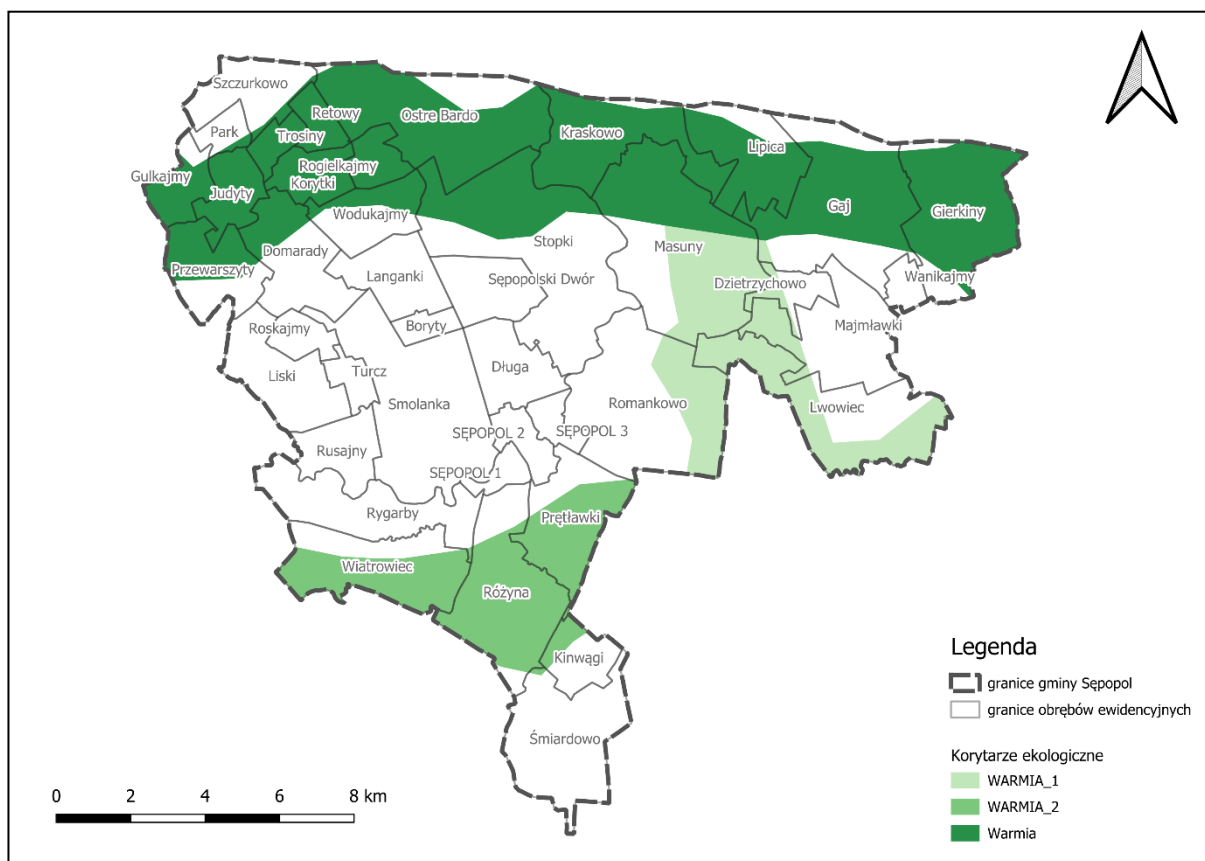 Szczurkowo
Retowy
Ostre Bardo
Park
Trosiny
Kraskowo
Lipica
Gulkajmy
Rogielkajmy
Judyty
Korytki
Wodukajmy
Gaj
Gierkiny
Domarady
Stopki
Masuny
Przewarszyty
Langanki
Sępopolski Dwór
Dzietrzychowo
Wanikajmy
Roskajmy
Boryty
Majmławki
Liski
Turcz
Długa
Smolanka
Romankowo
Lwowiec
SĘPOPOL 2
SĘPOPOL 3
Rusajny
SĘPOPOL 1
Rygarby
Prętławki
Wiatrowiec
Różyna
Kinwągi
Śmiardowo
Legenda
granice gminy Sępopol
granice obrębów ewidencyjnych
Korytarze ekologiczne
WARMIA_1
WARMIA_2
Warmia
0 2 4 6 8 km